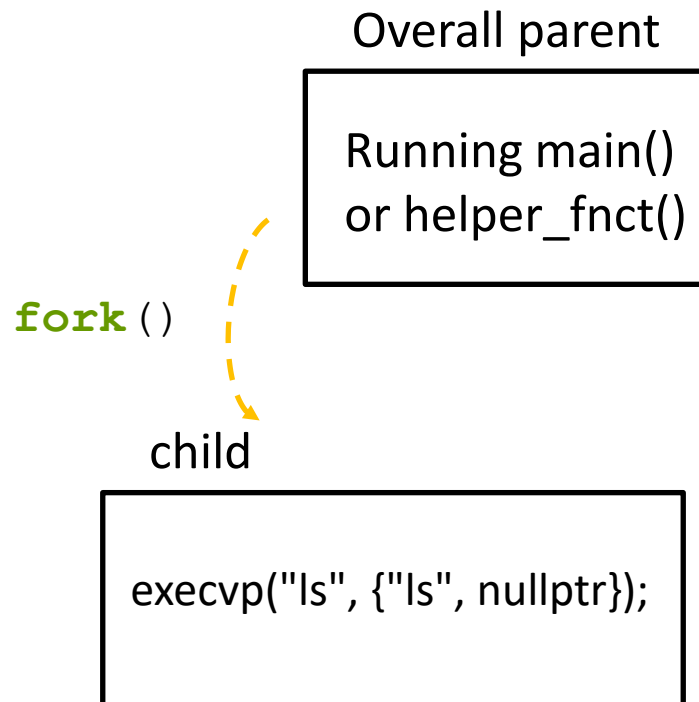 Overall parent
Running main()
or helper_fnct()
fork()
child
execvp("ls", {"ls", nullptr});